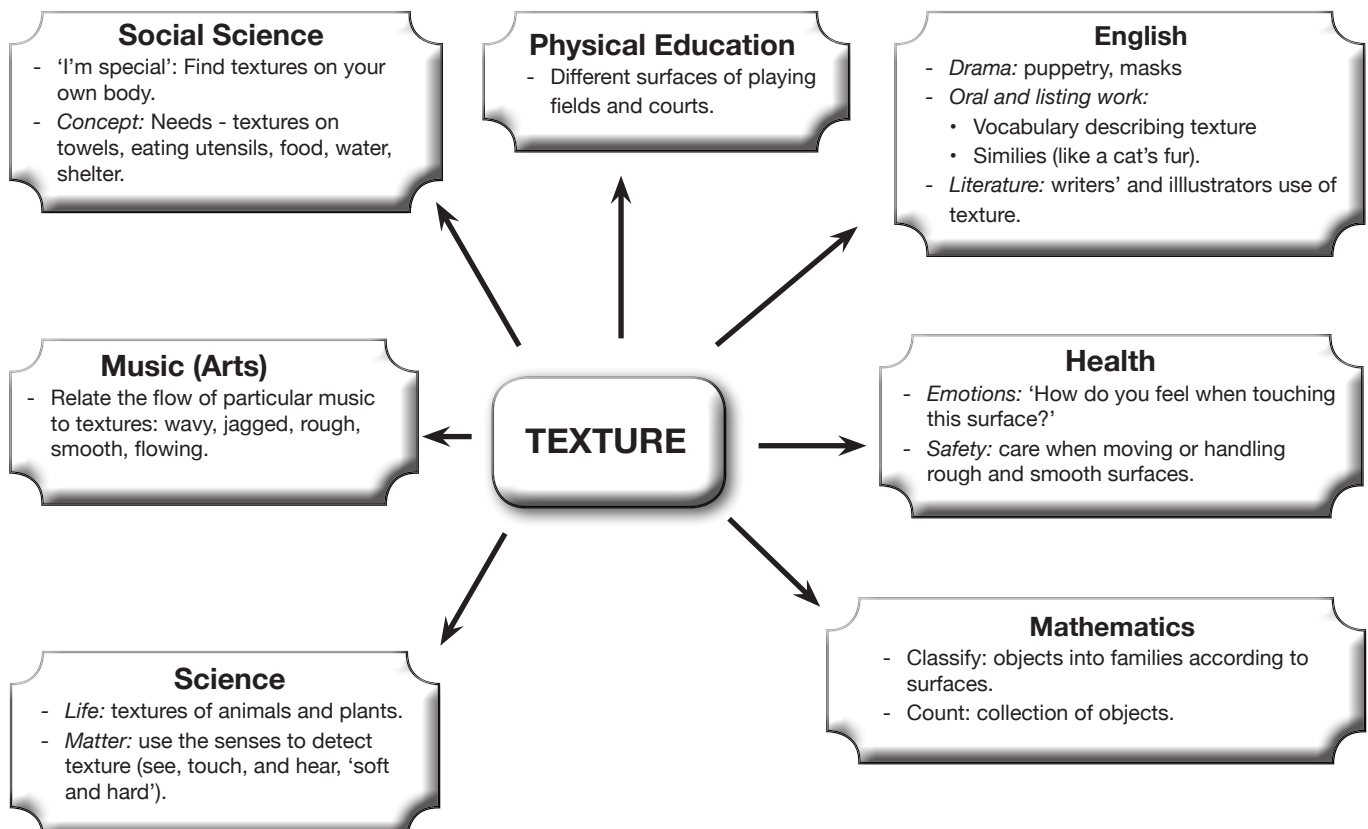 Social Science
- ‘I’m special’: Find textures on your
own body.
- Concept: Needs - textures on
towels, eating utensils, food, water,
shelter.
Physical Education
- Different surfaces of playing
fields and courts.
English
- Drama: puppetry, masks
- Oral and listing work:
• Vocabulary describing texture
• Similies (like a cat’s fur).
- Literature: writers’ and illlustrators use of
texture.
Music (Arts)
- Relate the flow of particular music
to textures: wavy, jagged, rough,
smooth, flowing.
TEXTURE
Health
- Emotions: ‘How do you feel when touching
this surface?’
- Safety: care when moving or handling
rough and smooth surfaces.
Science
- Life: textures of animals and plants.
- Matter: use the senses to detect
texture (see, touch, and hear, ‘soft
and hard’).
Mathematics
- Classify: objects into families according to
surfaces.
- Count: collection of objects.